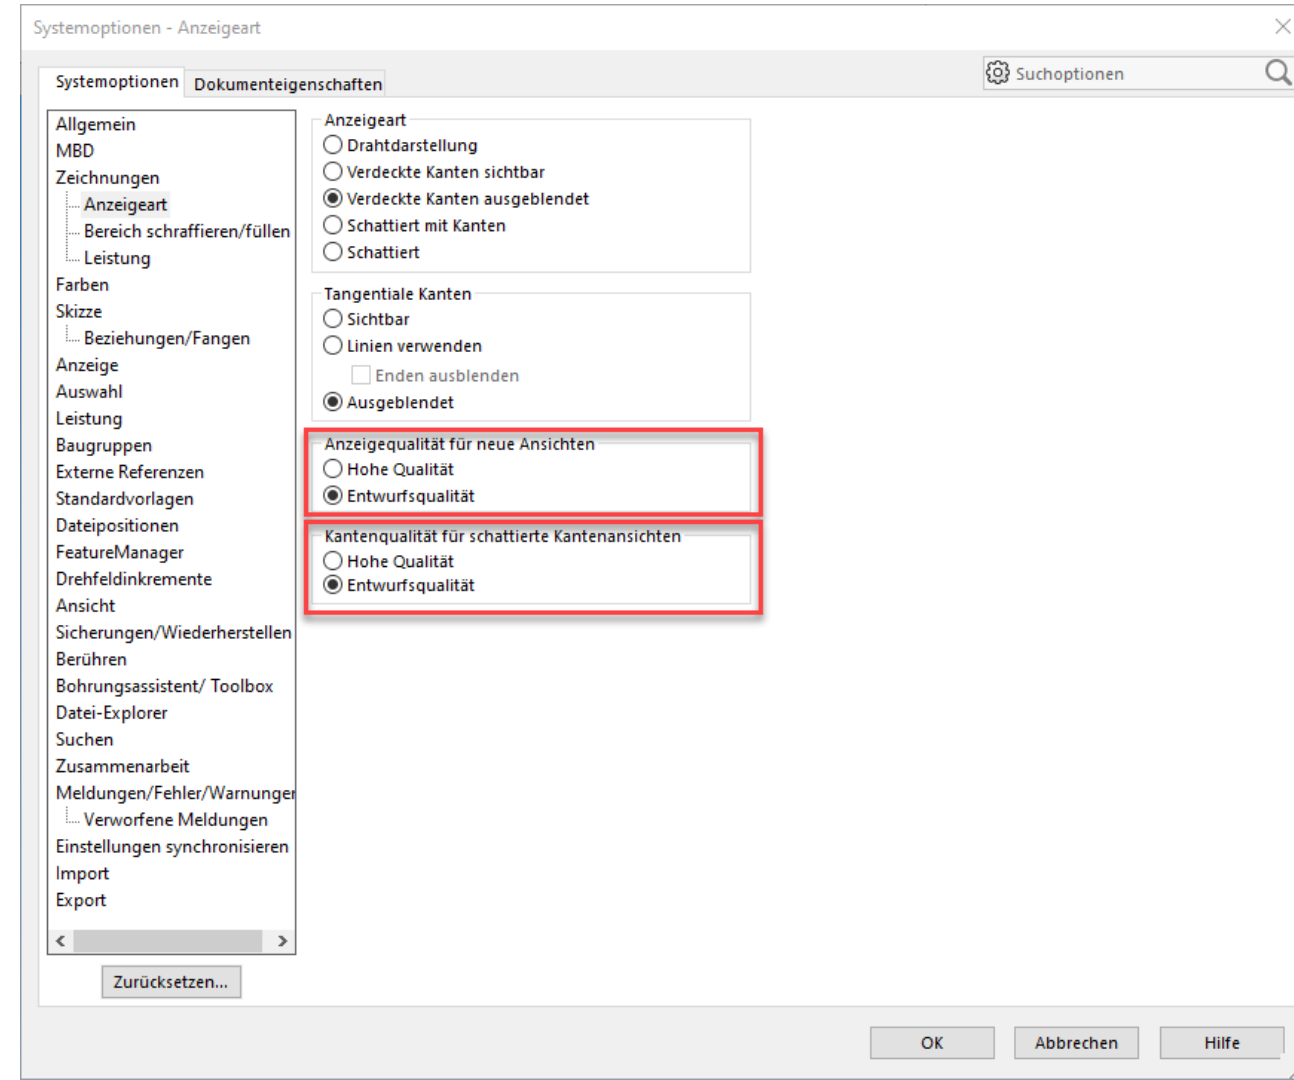 Systemoptionen - Anzeigeart
Systemoptionen
Dokumenteigenschaften
Suchoptionen
Allgemein
MBD
Zeichnungen
Anzeigeart
Bereich schraffieren/füllen
Leistung
Farben
Skizze
Beziehungen/Fangen
Anzeige
Auswahl
Leistung
Baugruppen
Externe Referenzen
Standardvorlagen
Dateipositionen
FeatureManager
Drehfeldinkremente
Ansicht
Sicherungen/Wiederherstellen
Berühren
Bohrungsassistent/ Toolbox
Datei-Explorer
Suchen
Zusammenarbeit
Meldungen/Fehler/Warnunger
Verworfene Meldungen
Einstellungen synchronisieren
Import
Export
Zurücksetzen...
Anzeigeart
Drahtdarstellung
Verdeckte Kanten sichtbar
Verdeckte Kanten ausgeblendet
Schattiert mit Kanten
Schattiert
Tangentiale Kanten
Sichtbar
Linien verwenden
Enden ausblenden
Ausgeblendet
Anzeigequalität für neue Ansichten
Hohe Qualität
Entwurfsqualität
Kantenqualität für schattierte Kantenansichten
Hohe Qualität
Entwurfsqualität
OK
Abbrechen
Hilfe